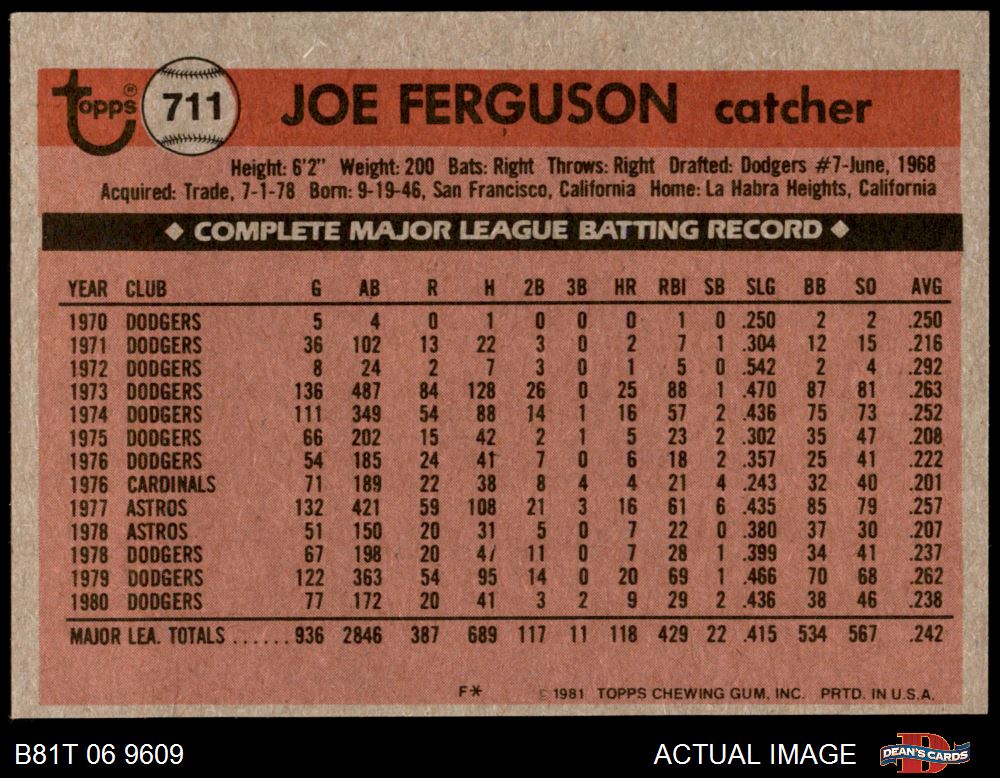 Topps® 711 JOE FERGUSON catcher
Height: 6'2" Weight: 200 Bats: Right Throws: Right Drafted: Dodgers #7-June, 1968
Acquired: Trade, 7-1-78 Born: 9-19-46, San Francisco, California Home: La Habra Heights, California
◆ COMPLETE MAJOR LEAGUE BATTING RECORD ◆
YEAR CLUB G AB R H 2B 3B HR RBI SB SLG BB SO AVG
1970 DODGERS 5 4 0 1 0 0 0 1 0 .250 2 2 .250
1971 DODGERS 36 102 13 22 3 0 2 7 1 .304 12 15 .216
1972 DODGERS 8 24 2 7 3 0 1 5 0 .542 2 4 .292
1973 DODGERS 136 487 84 128 26 0 25 88 1 .470 87 81 .263
1974 DODGERS 111 349 54 88 14 1 16 57 2 .436 75 73 .252
1975 DODGERS 66 202 15 42 2 1 5 23 2 .302 35 47 .208
1976 DODGERS 54 185 24 41 7 0 6 18 2 .357 25 41 .222
1976 CARDINALS 71 189 22 38 8 4 4 21 4 .243 32 40 .201
1977 ASTROS 132 421 59 108 21 3 16 61 6 .435 85 79 .257
1978 ASTROS 51 150 20 31 5 0 7 22 0 .380 37 30 .207
1978 DODGERS 67 198 20 47 11 0 7 28 1 .399 34 41 .237
1979 DODGERS 122 363 54 95 14 0 20 69 1 .466 70 68 .262
1980 DODGERS 77 172 20 41 3 2 9 29 2 .436 38 46 .238
MAJOR LEA. TOTALS ...... 936 2846 387 689 117 11 118 429 22 .415 534 567 .242
F* © 1981 TOPPS CHEWING GUM, INC. PRTD. IN U.S.A.
B81T 06 9609 ACTUAL IMAGE DEAN'S CARDS